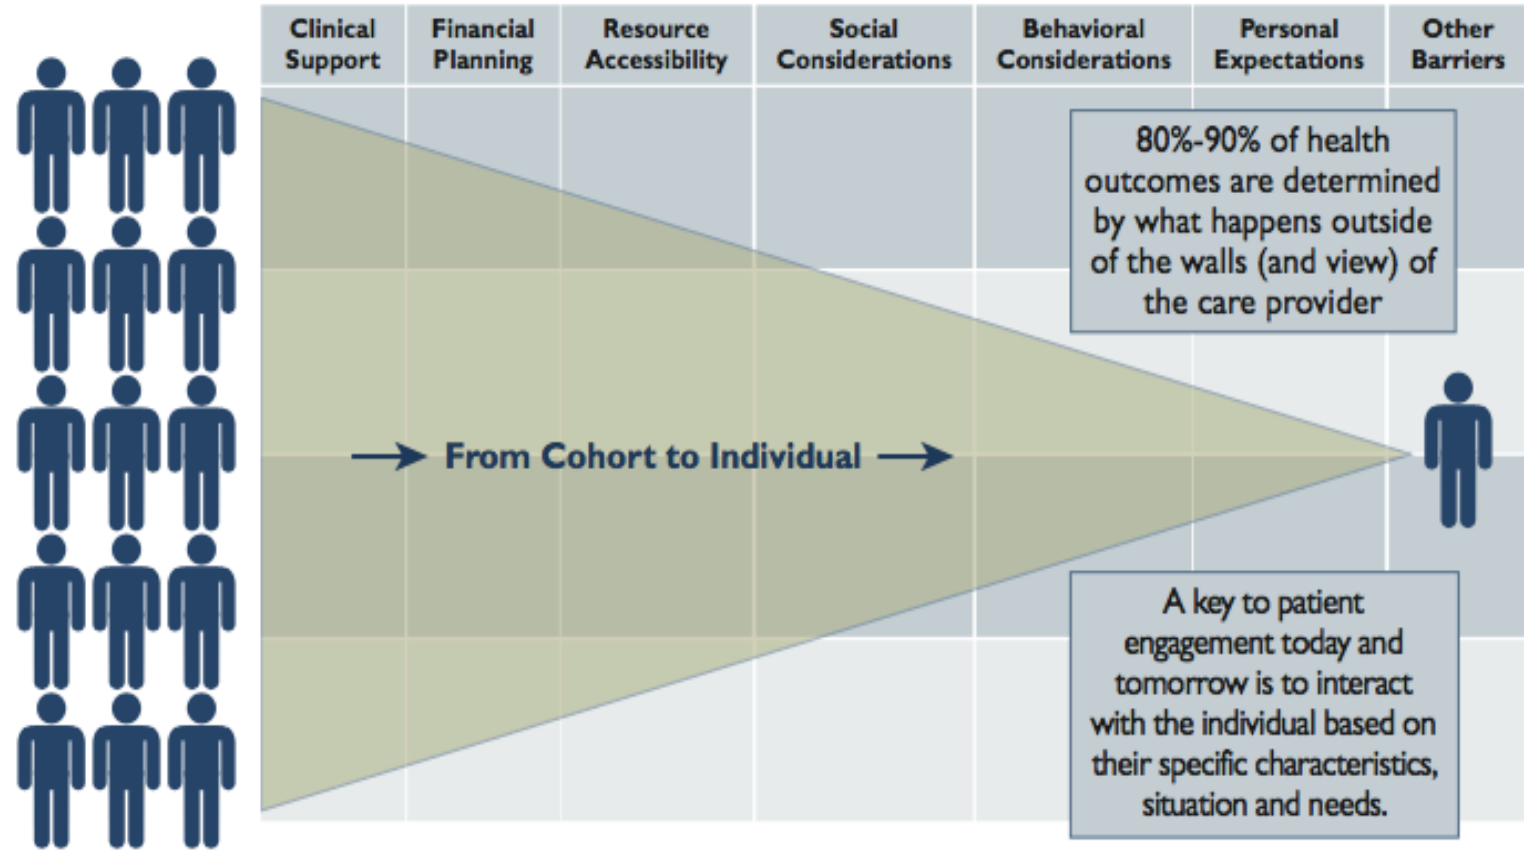 Clinical
Support
Financial
Planning
Resource
Accessibility
Social
Considerations
Behavioral
Considerations
Personal
Expectations
Other
Barriers
80%-90% of health
outcomes are determined
by what happens outside
of the walls (and view) of
the care provider
From Cohort to Individual
A key to patient
engagement today and
tomorrow is to interact
with the individual based on
their specific characteristics,
situation and needs.